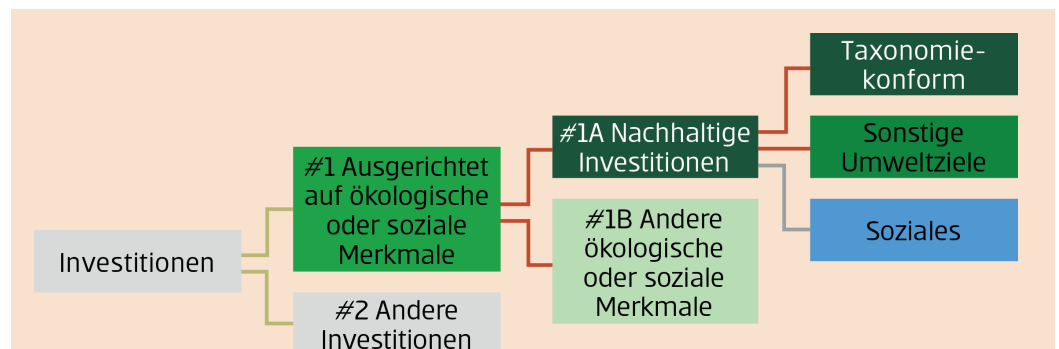 Investitionen
#1 Ausgerichtet
auf ökologische
oder soziale
Merkmale
#2 Andere
Investitionen
#1A Nachhaltige
Investitionen
#1B Andere
ökologische
oder soziale
Merkmale
Taxonomie-
konform
Sonstige
Umweltziele
Soziales